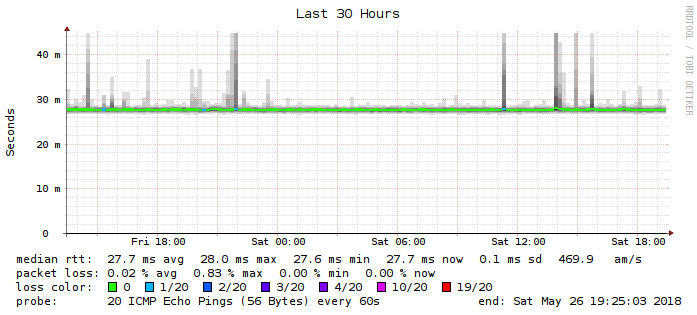 Last 30 Hours
RRDTOOL / TOBI OETIKER
Seconds
40 m
30 m
20 m
10 m
0
Fri 18:00 Sat 00:00 Sat 06:00 Sat 12:00 Sat 18:00
median rtt: 27.7 ms avg 28.0 ms max 27.6 ms min 27.7 ms now 0.1 ms sd 469.9 am/s
packet loss: 0.02 % avg 0.83 % max 0.00 % min 0.00 % now
loss color: 0 1/20 2/20 3/20 4/20 10/20 19/20
probe: 20 ICMP Echo Pings (56 Bytes) every 60s end: Sat May 26 19:25:03 2018